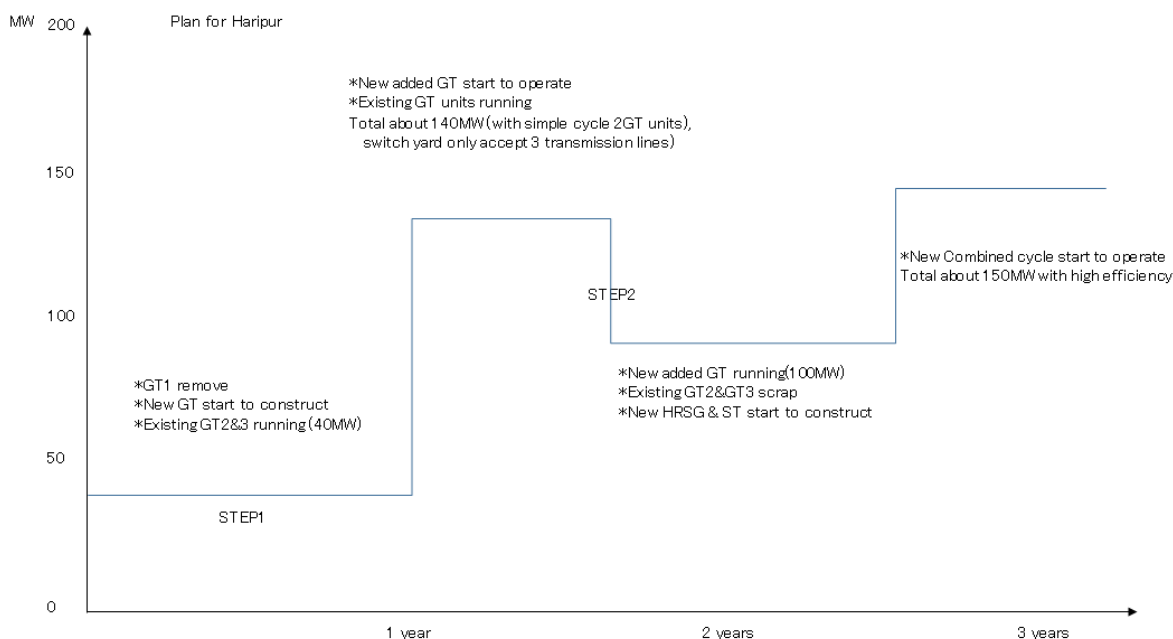 MW 200 Plan for Haripur
*New added GT start to operate
*Existing GT units running
Total about 140MW(with simple cycle 2GT units),
switch yard only accept 3 transmission lines)
150
*New Combined cycle start to operate
Total about 150MW with high efficiency
STEP2
100
*GT1 remove
*New GT start to construct
*Existing GT2&3 running (40MW)
*New added GT running(100MW)
*Existing GT2&GT3 scrap
*New HRSG & ST start to construct
50
STEP1
0
1 year 2 years 3 years